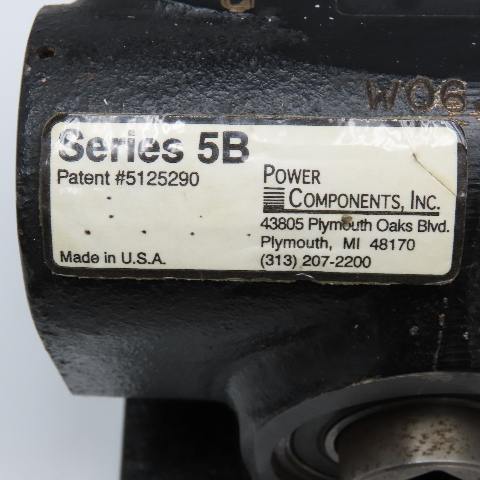 W06
Series 5B
Patent #5125290
Made in U.S.A.
POWER
COMPONENTS, INC.
43805 Plymouth Oaks Blvd.
Plymouth, MI 48170
(313) 207-2200